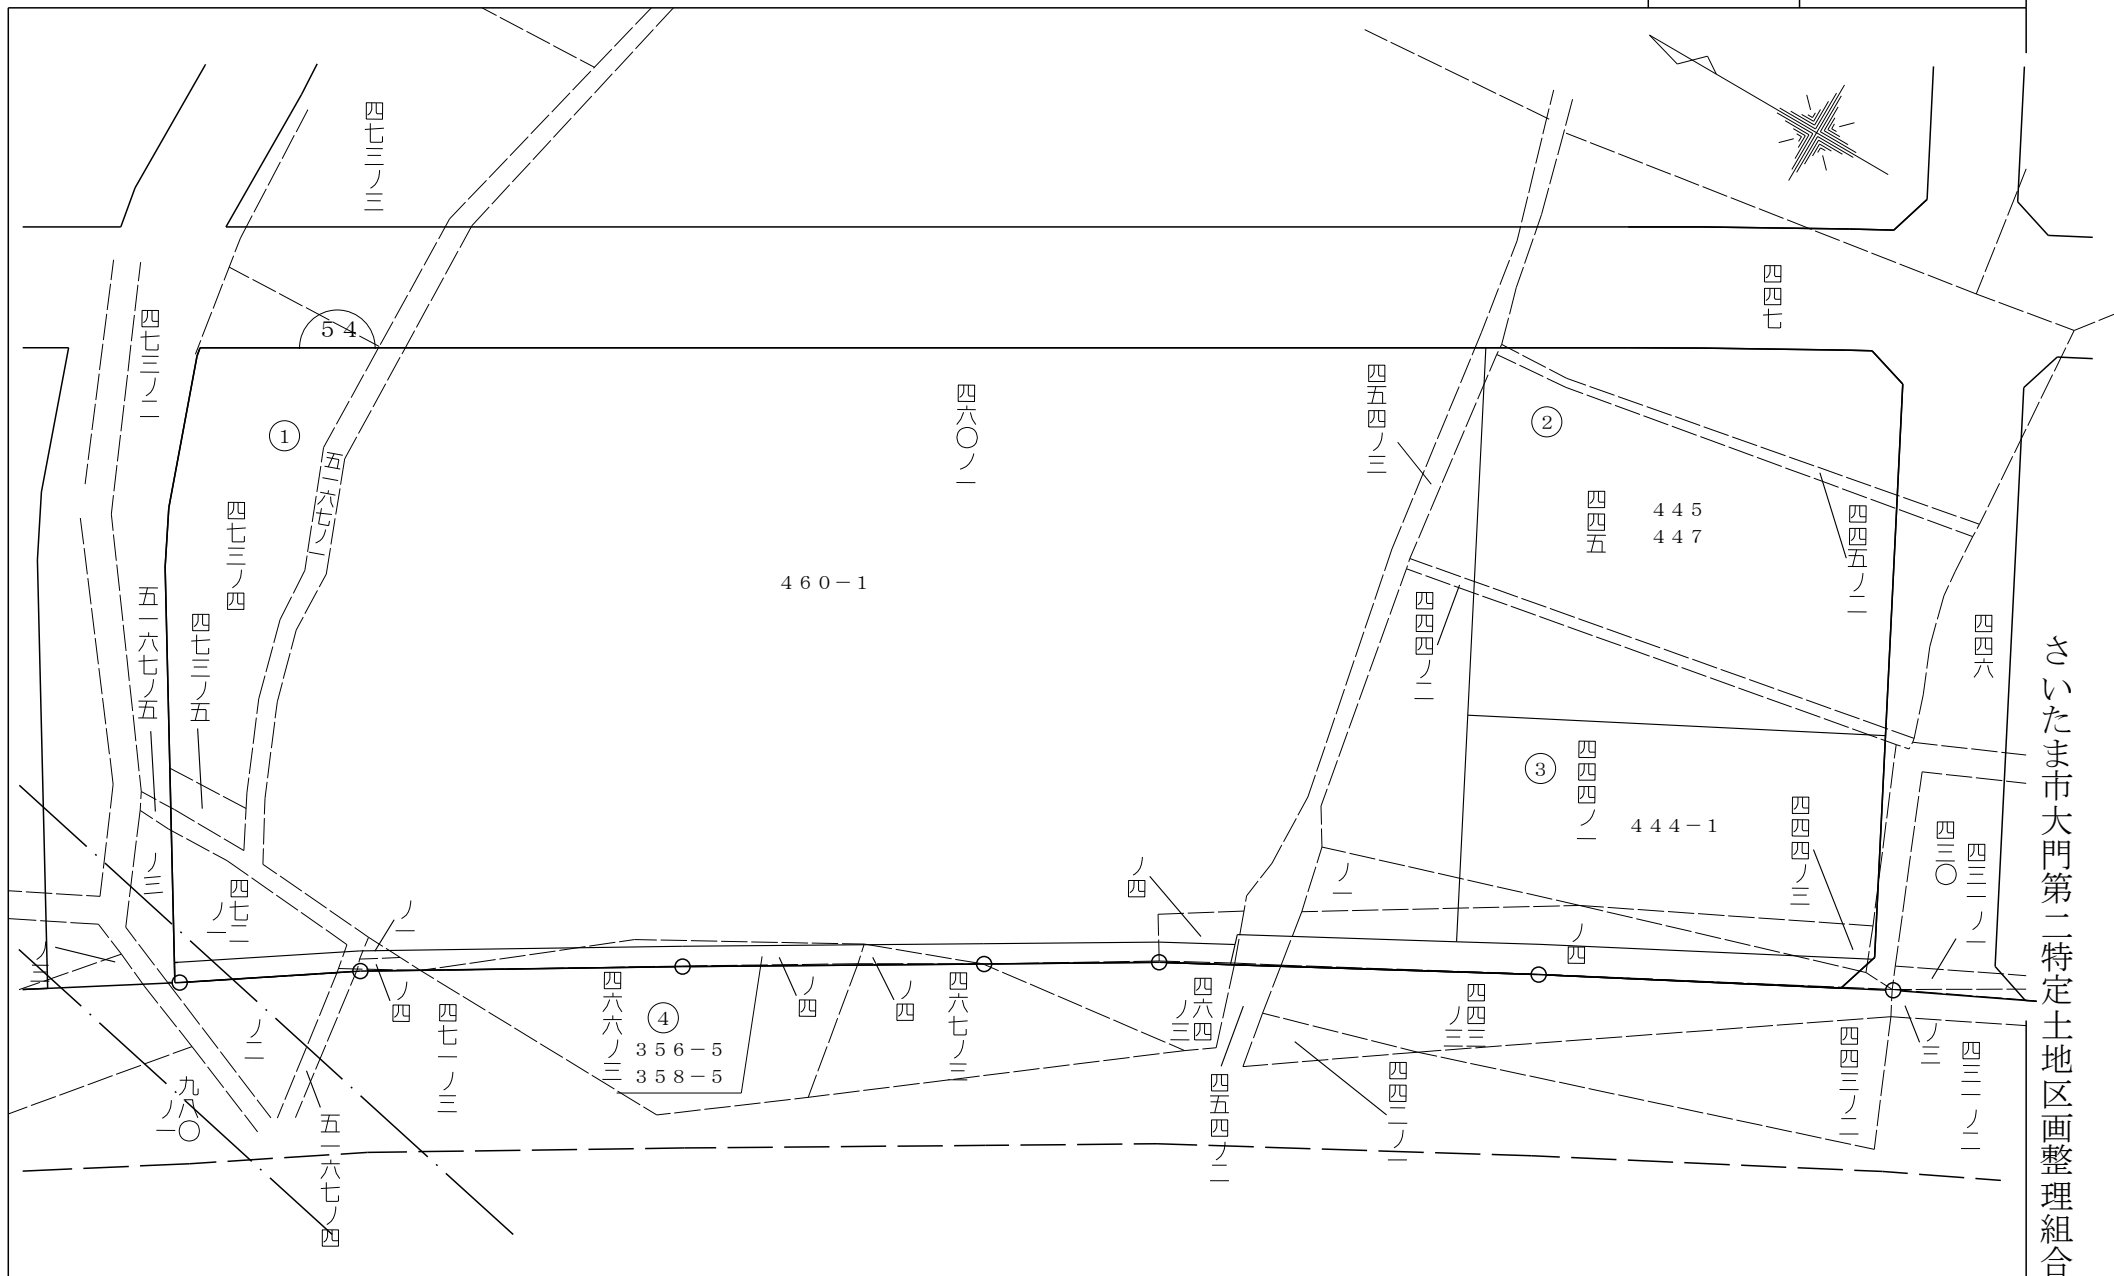 さいたま市大門第二特定土地区画整理組合
四七三ノ三
四四七
54
四七三ノ二
①
四六〇ノ一
四五四ノ三
②
五一六七ノ一
四七三ノ四
四四五
445
447
四四五ノ二
460-1
五一六七ノ五
四七三ノ五
四四四ノ二
四四六
③
四四四ノ一
444-1
四四四ノ三
四三〇
四三一ノ一
ノ三
四七二
ノ一
ノ一
ノ四
ノ一
ノ四
ノ二
ノ四
四七一ノ三
四六六ノ三
④
356-5
358-5
ノ四
ノ四
四六七ノ三
四六四
ノ三
四四三
ノ三
四四三ノ二
ノ三
四三一ノ二
九八〇
ノ一
五一六七ノ四
四五四ノ二
四四二ノ一